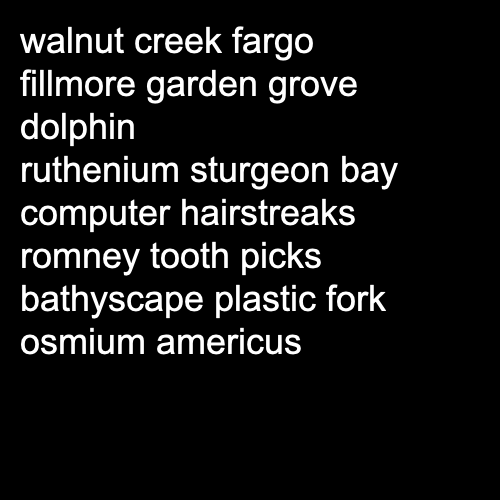 walnut creek fargo
fillmore garden grove
dolphin
ruthenium sturgeon bay
computer hairstreaks
romney tooth picks
bathyscape plastic fork
osmium americus